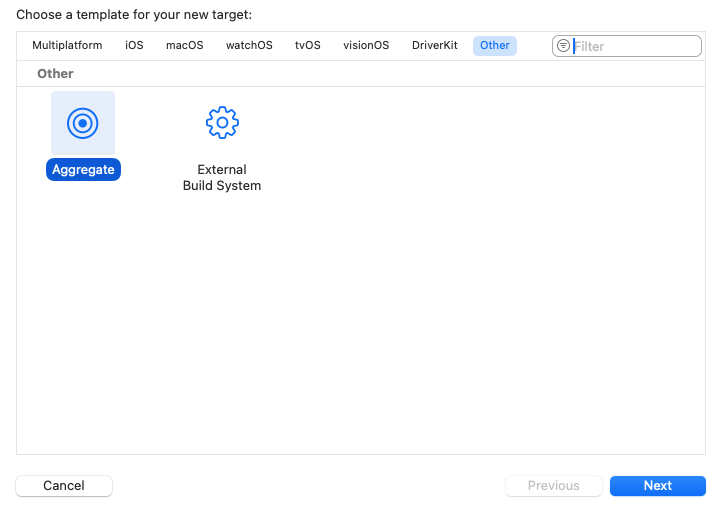 Choose a template for your new target:
Multiplatform iOS macOS watchOS tvOS visionOS DriverKit Other Filter
Other
Aggregate
External
Build System
Cancel Previous Next